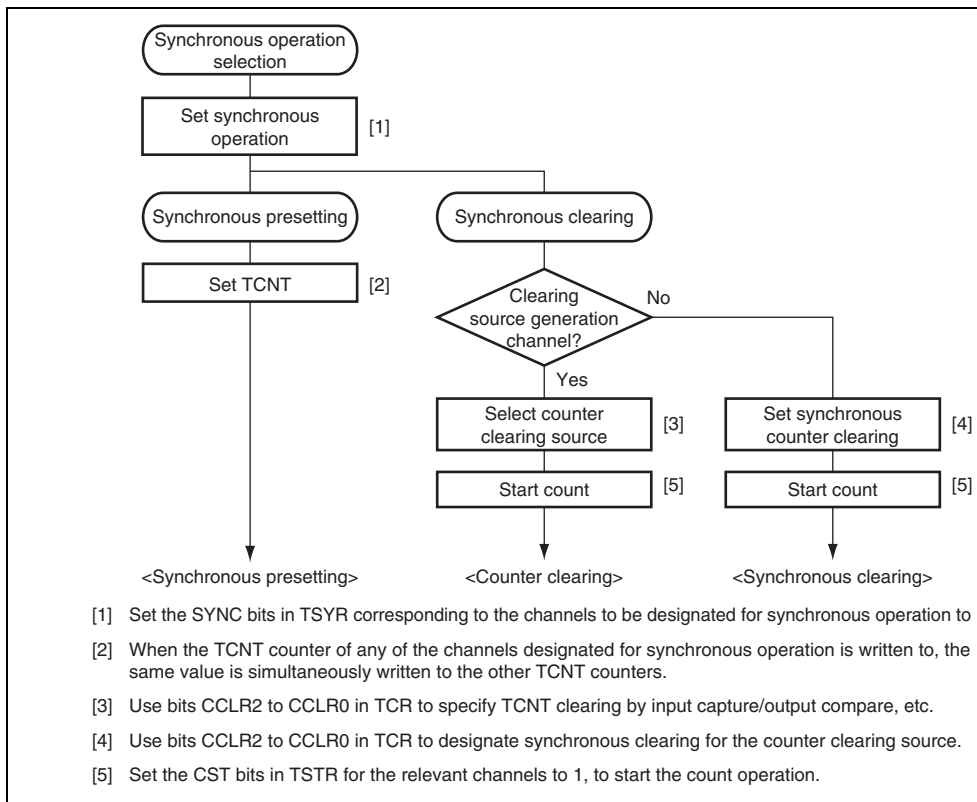 Synchronous operation
selection
Set synchronous
operation
[1]
Synchronous presetting
Synchronous clearing
Set TCNT
[2]
Clearing
source generation
channel?
No
Yes
Select counter
clearing source
[3]
Set synchronous
counter clearing
[4]
Start count
[5]
Start count
[5]
<Synchronous presetting>
<Counter clearing>
<Synchronous clearing>
[1] Set the SYNC bits in TSYR corresponding to the channels to be designated for synchronous operation to
[2] When the TCNT counter of any of the channels designated for synchronous operation is written to, the
same value is simultaneously written to the other TCNT counters.
[3] Use bits CCLR2 to CCLR0 in TCR to specify TCNT clearing by input capture/output compare, etc.
[4] Use bits CCLR2 to CCLR0 in TCR to designate synchronous clearing for the counter clearing source.
[5] Set the CST bits in TSTR for the relevant channels to 1, to start the count operation.